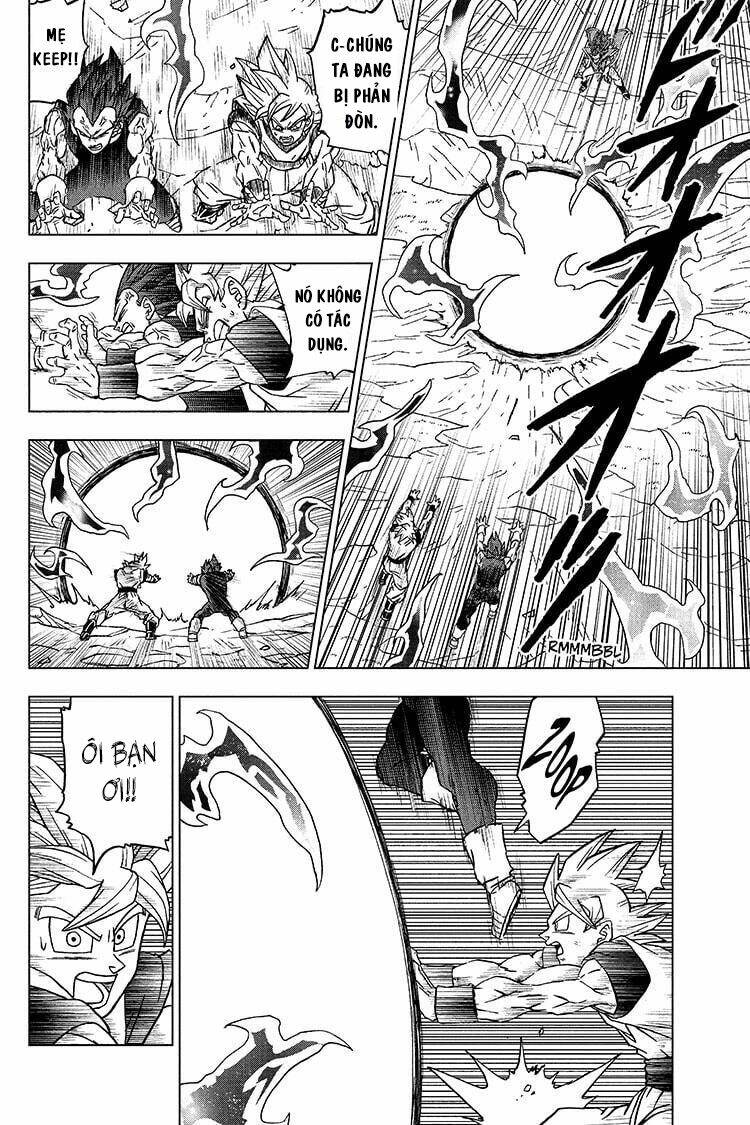 MẸ
KEEP!!
C-CHÚNG
TA ĐANG
BỊ PHẢN
ĐÒN.
NÓ KHÔNG
CÓ TÁC
DỤNG.
RMMMBBL
ÔI BẠN
ƠI!!
ZOOP